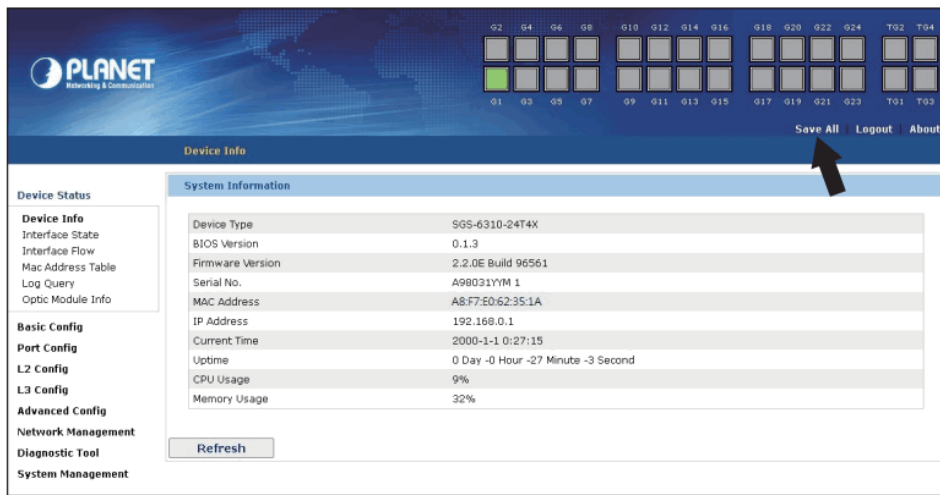 G2 G4 G6 G8 G10 G12 G14 G16 G18 G20 G22 G24 TG2 TG4
PLANET
Networking & Communication
G1 G3 G5 G7 G9 G11 G13 G15 G17 G19 G21 G23 TG1 TG3
Save All | Logout | About
Device Info
Device Status
Device Info
Interface State
Interface Flow
Mac Address Table
Log Query
Optic Module Info
Basic Config
Port Config
L2 Config
L3 Config
Advanced Config
Network Management
Diagnostic Tool
System Management
System Information
Device Type SGS-6310-24T4X
BIOS Version 0.1.3
Firmware Version 2.2.0E Build 96561
Serial No. A98031YYM 1
MAC Address A8:F7:E0:62:35:1A
IP Address 192.168.0.1
Current Time 2000-1-1 0:27:15
Uptime 0 Day -0 Hour -27 Minute -3 Second
CPU Usage 9%
Memory Usage 32%
Refresh